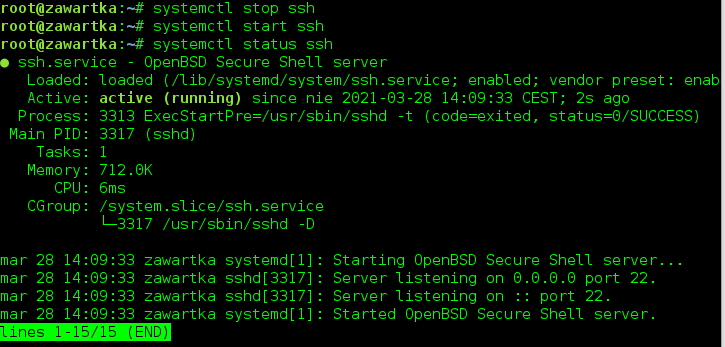 root@zawartka:~# systemctl stop ssh
root@zawartka:~# systemctl start ssh
root@zawartka:~# systemctl status ssh
● ssh.service - OpenBSD Secure Shell server
   Loaded: loaded (/lib/systemd/system/ssh.service; enabled; vendor preset: enab
   Active: active (running) since nie 2021-03-28 14:09:33 CEST; 2s ago
  Process: 3313 ExecStartPre=/usr/sbin/sshd -t (code=exited, status=0/SUCCESS)
 Main PID: 3317 (sshd)
    Tasks: 1
   Memory: 712.0K
      CPU: 6ms
   CGroup: /system.slice/ssh.service
           └─3317 /usr/sbin/sshd -D

mar 28 14:09:33 zawartka systemd[1]: Starting OpenBSD Secure Shell server...
mar 28 14:09:33 zawartka sshd[3317]: Server listening on 0.0.0.0 port 22.
mar 28 14:09:33 zawartka sshd[3317]: Server listening on :: port 22.
mar 28 14:09:33 zawartka systemd[1]: Started OpenBSD Secure Shell server.
lines 1-15/15 (END)